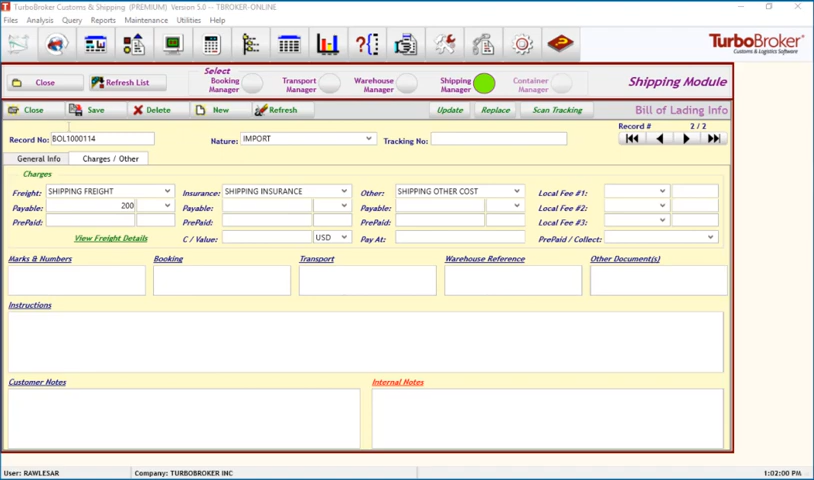 TurboBroker Customs & Shipping (PREMIUM) Version 5.0 -- TBROKER-ONLINE
Files Analysis Query Reports Maintenance Utilities Help
TurboBroker
Customs & Logistics Software
Close Refresh List Select Booking Manager Transport Manager Warehouse Manager Shipping Manager Container Manager Shipping Module
Close Save Delete New Refresh Update Replace Scan Tracking Bill of Lading Info
Record # 2 / 2
Record No: BOL1000114 Nature: IMPORT Tracking No:
General Info Charges / Other
Charges
Freight: SHIPPING FREIGHT Insurance: SHIPPING INSURANCE Other: SHIPPING OTHER COST Local Fee #1:
Payable: 200 Payable: Payable: Local Fee #2:
PrePaid: PrePaid: PrePaid: Local Fee #3:
View Freight Details C / Value: USD Pay At: PrePaid / Collect:
Marks & Numbers Booking Transport Warehouse Reference Other Document(s)
Instructions
Customer Notes Internal Notes
User: RAWLESAR Company: TURBOBROKER INC 1:02:00 PM